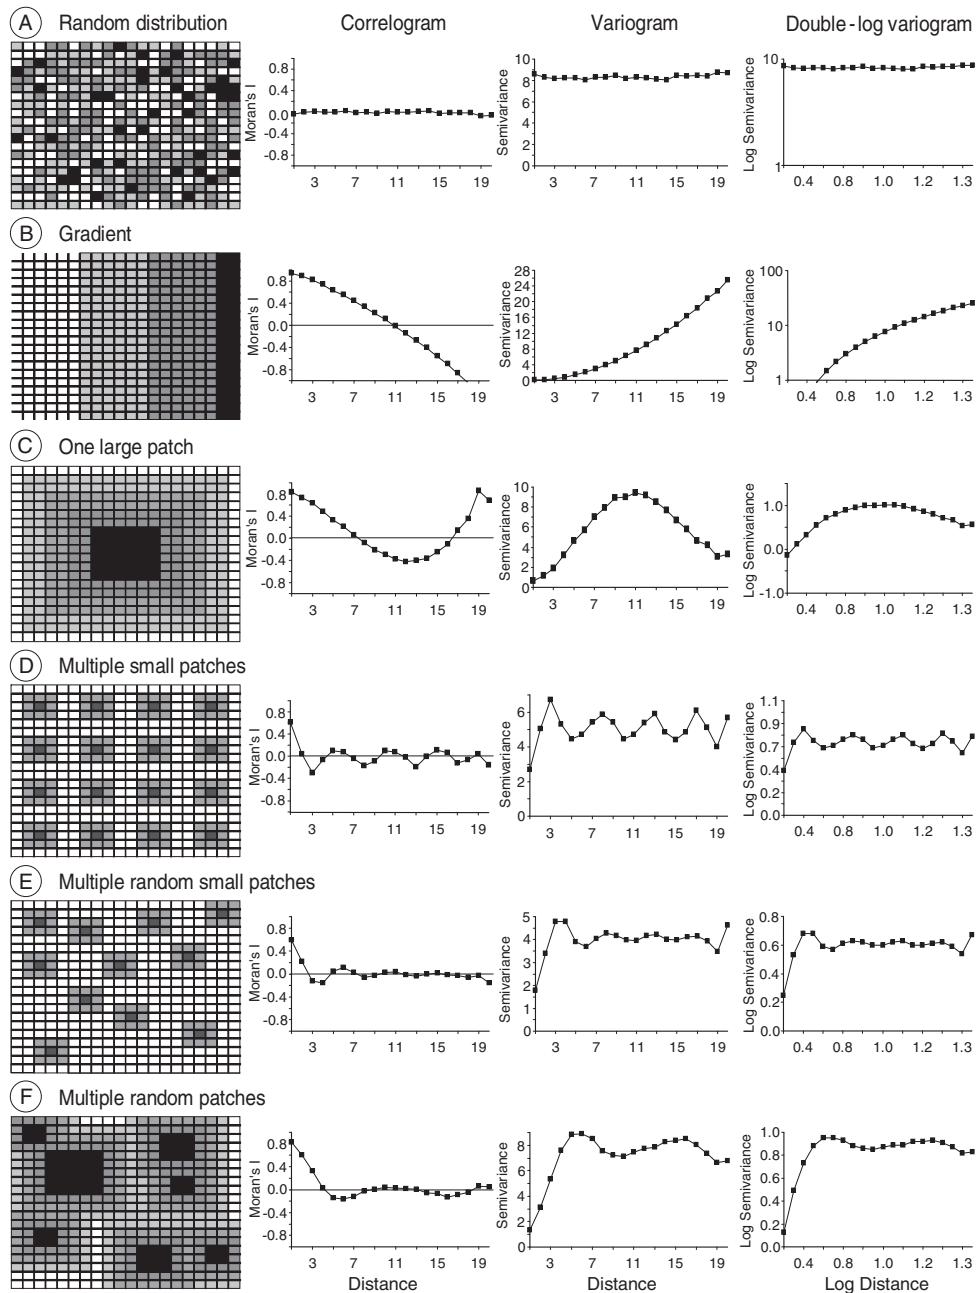 A Random distribution Correlogram Variogram Double-log variogram
Moran's I
0.8
0.4
0.0
-0.4
-0.8
3 7 11 15 19
Semivariance
10
8
6
4
2
0
3 7 11 15 19
Log Semivariance
10
1
0.4 0.8 1.0 1.2 1.3
B Gradient
Moran's I
0.8
0.4
0.0
-0.4
-0.8
3 7 11 15 19
Semivariance
28
24
20
16
12
8
4
0
3 7 11 15 19
Log Semivariance
100
10
1
0.4 0.8 1.0 1.2 1.3
C One large patch
Moran's I
0.8
0.4
0.0
-0.4
-0.8
3 7 11 15 19
Semivariance
10
8
6
4
2
0
3 7 11 15 19
Log Semivariance
1.0
0.0
-1.0
0.4 0.8 1.0 1.2 1.3
D Multiple small patches
Moran's I
0.8
0.4
0.0
-0.4
-0.8
3 7 11 15 19
Semivariance
6
4
2
0
3 7 11 15 19
Log Semivariance
1.1
0.9
0.7
0.4
0.2
0.0
0.4 0.8 1.0 1.2 1.3
E Multiple random small patches
Moran's I
0.8
0.4
0.0
-0.4
-0.8
3 7 11 15 19
Semivariance
5
4
3
2
1
0
3 7 11 15 19
Log Semivariance
0.8
0.6
0.4
0.2
0.0
0.4 0.8 1.0 1.2 1.3
F Multiple random patches
Moran's I
0.8
0.4
0.0
-0.4
-0.8
3 7 11 15 19
Distance
Semivariance
8
6
4
2
0
3 7 11 15 19
Distance
Log Semivariance
1.0
0.8
0.6
0.4
0.2
0.0
0.4 0.8 1.0 1.2 1.3
Log Distance